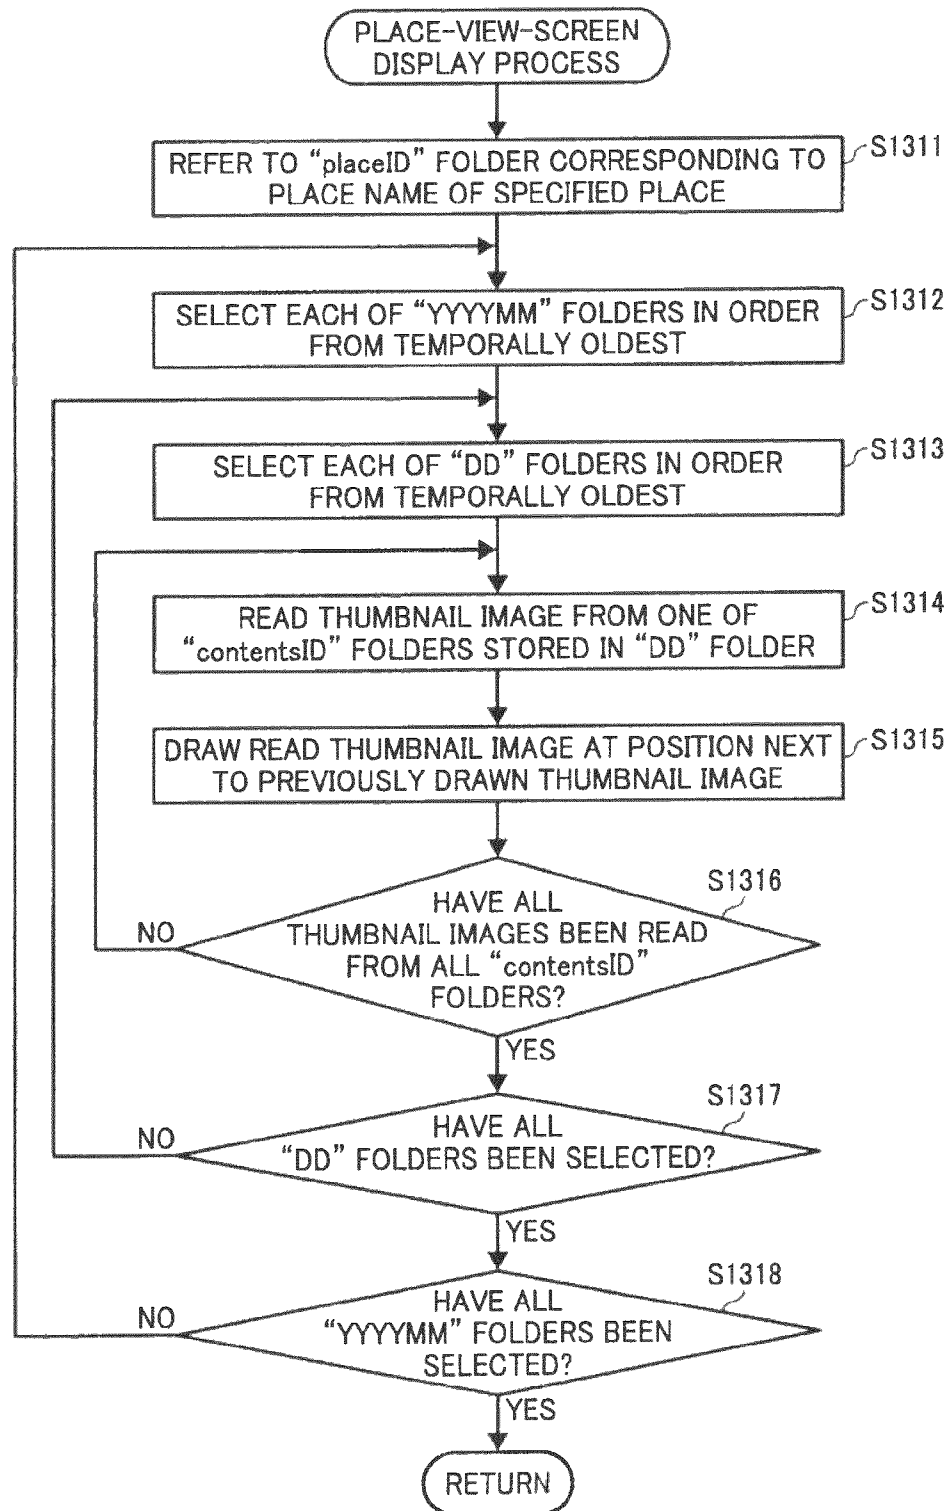 PLACE-VIEW-SCREEN
DISPLAY PROCESS
S1311
REFER TO “placeID” FOLDER CORRESPONDING TO
PLACE NAME OF SPECIFIED PLACE
S1312
SELECT EACH OF “YYYYMM” FOLDERS IN ORDER
FROM TEMPORALLY OLDEST
S1313
SELECT EACH OF “DD” FOLDERS IN ORDER
FROM TEMPORALLY OLDEST
S1314
READ THUMBNAIL IMAGE FROM ONE OF
“contentsID” FOLDERS STORED IN “DD” FOLDER
S1315
DRAW READ THUMBNAIL IMAGE AT POSITION NEXT
TO PREVIOUSLY DRAWN THUMBNAIL IMAGE
S1316
HAVE ALL
THUMBNAIL IMAGES BEEN READ
FROM ALL “contentsID”
FOLDERS?
NO
YES
S1317
HAVE ALL
“DD” FOLDERS BEEN SELECTED?
NO
YES
S1318
HAVE ALL
“YYYYMM” FOLDERS BEEN
SELECTED?
NO
YES
RETURN